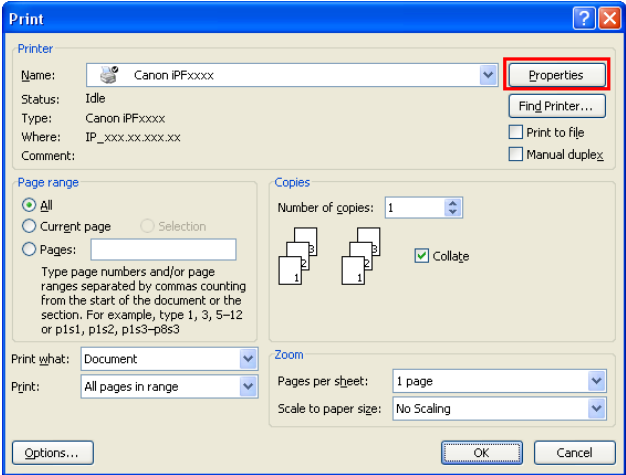 Print
Printer
Name: Canon iPFxxxx Properties
Status: Idle
Find Printer...
Type: Canon iPFxxxx
Where: IP_xxx.xx.xxx.xx
Print to file
Comment:
Manual duplex
Page range
All
Current page Selection
Pages:
Type page numbers and/or page
ranges separated by commas counting
from the start of the document or the
section. For example, type 1, 3, 5–12
or p1s1, p1s2, p1s3–p8s3
Copies
Number of copies: 1
3 3
2 2
1 1
Collate
Print what: Document
Print: All pages in range
Zoom
Pages per sheet: 1 page
Scale to paper size: No Scaling
Options... OK Cancel